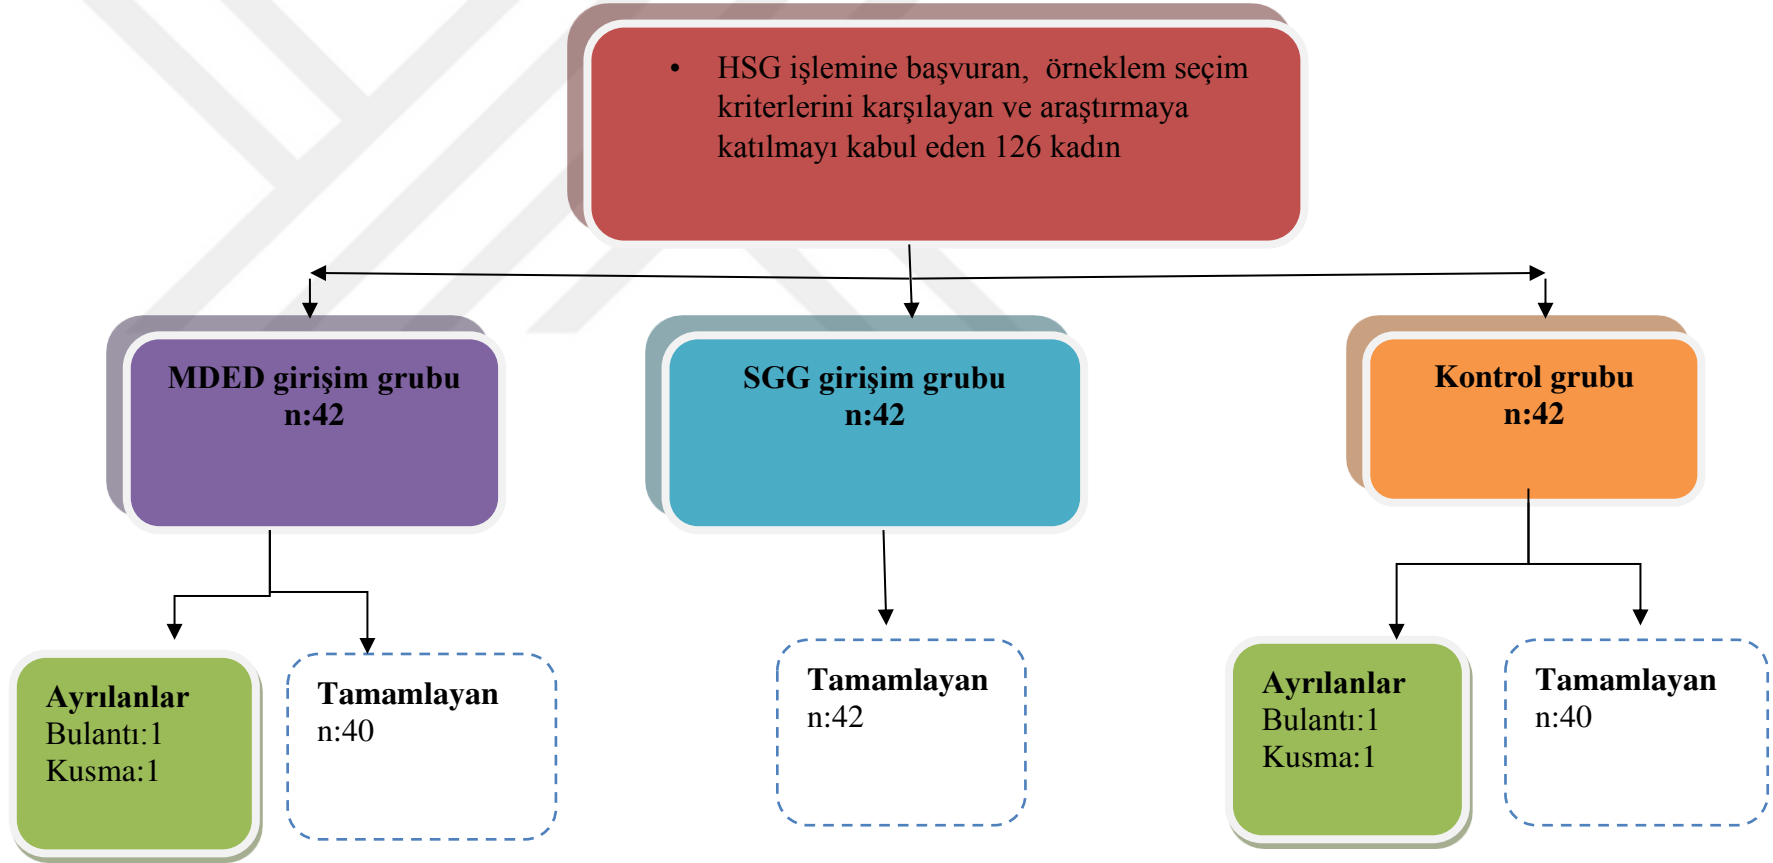 • HSG işlemine başvuran, örneklem seçim
kriterlerini karşılayan ve araştırmaya
katılmayı kabul eden 126 kadın
MDED girişim grubu
n:42
SGG girişim grubu
n:42
Kontrol grubu
n:42
Ayrılanlar
Bulantı:1
Kusma:1
Tamamlayan
n:40
Tamamlayan
n:42
Ayrılanlar
Bulantı:1
Kusma:1
Tamamlayan
n:40